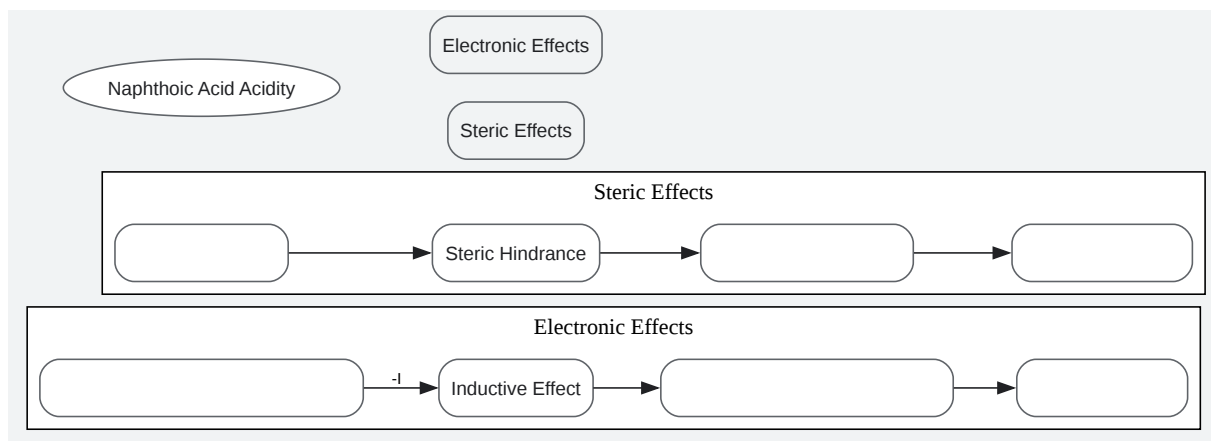 Electronic Effects
Naphthoic Acid Acidity
Steric Effects
Steric Effects
Steric Hindrance
Electronic Effects
-I
Inductive Effect